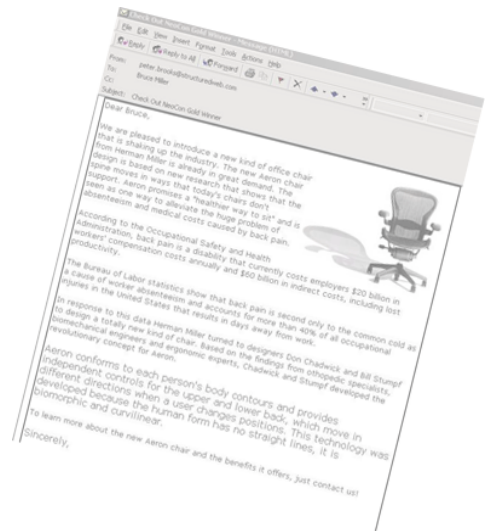 Check Out NeoCon Gold Winner - Message (HTML)
File Edit View Insert Format Tools Actions Help
Reply Reply to All Forward
From: peter.brooks@structuredweb.com
To: Bruce Miller
Cc:
Subject: Check Out NeoCon Gold Winner
Dear Bruce,
We are pleased to introduce a new kind of office chair
that is shaking up the industry. The new Aeron chair
from Herman Miller is already in great demand. The
design is based on new research that shows that the
spine moves in ways that today's chairs don't
support. Aeron promises a "healthier way to sit" and is
seen as one way to alleviate the huge problem of
absenteeism and medical costs caused by back pain.
According to the Occupational Safety and Health
Administration, back pain is a disability that currently costs employers $20 billion in
workers' compensation costs annually and $60 billion in indirect costs, including lost
productivity.
The Bureau of Labor statistics show that back pain is second only to the common cold as
a cause of worker absenteeism and accounts for more than 40% of all occupational
injuries in the United States that results in days away from work.
In response to this data Herman Miller turned to designers Don Chadwick and Bill Stumpf
to design a totally new kind of chair. Based on the findings from othopedic specialists,
biomechanical engineers and ergonomic experts, Chadwick and Stumpf developed the
revolutionary concept for Aeron.
Aeron conforms to each person's body contours and provides
independent controls for the upper and lower back, which move in
different directions when a user changes positions. This technology was
developed because the human form has no straight lines, it is
biomorphic and curvilinear.
To learn more about the new Aeron chair and the benefits it offers, just contact us!
Sincerely,